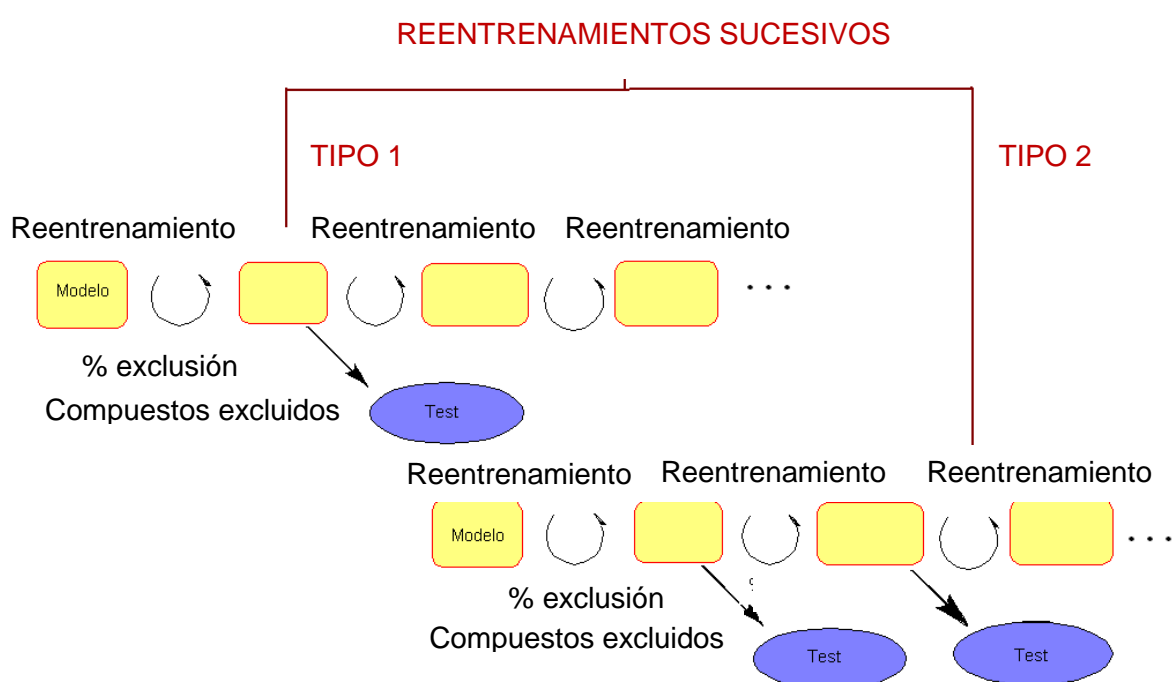 REENTRENAMIENTOS SUCESIVOS
TIPO 1
TIPO 2
Reentrenamiento
Reentrenamiento
Reentrenamiento
Modelo
. . .
% exclusión
Compuestos excluidos
Test
Reentrenamiento
Reentrenamiento
Reentrenamiento
Modelo
. . .
% exclusión
Compuestos excluidos
Test
Test